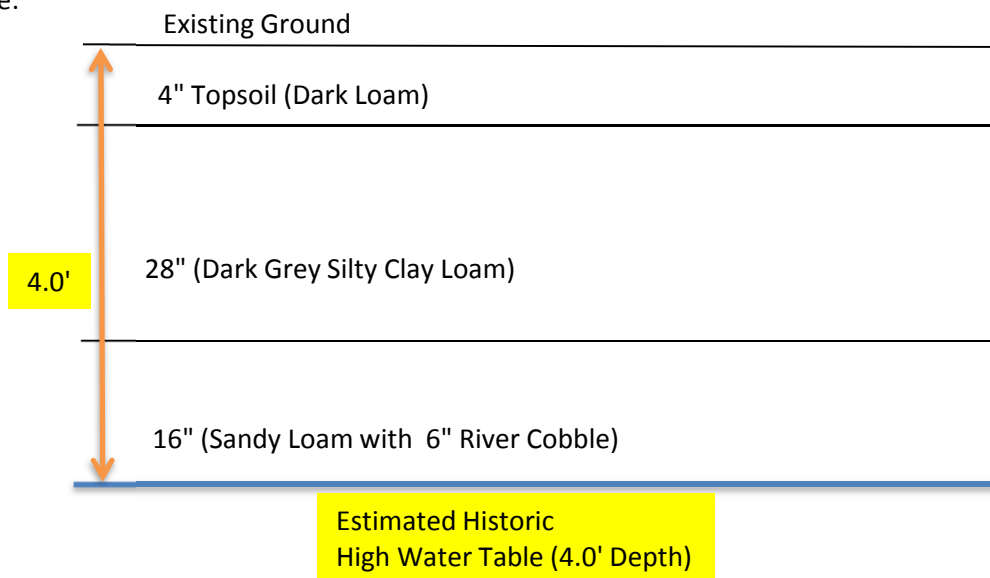 e:
Existing Ground
4" Topsoil (Dark Loam)
28" (Dark Grey Silty Clay Loam)
4.0'
16" (Sandy Loam with  6" River Cobble)
Estimated Historic
High Water Table (4.0' Depth)